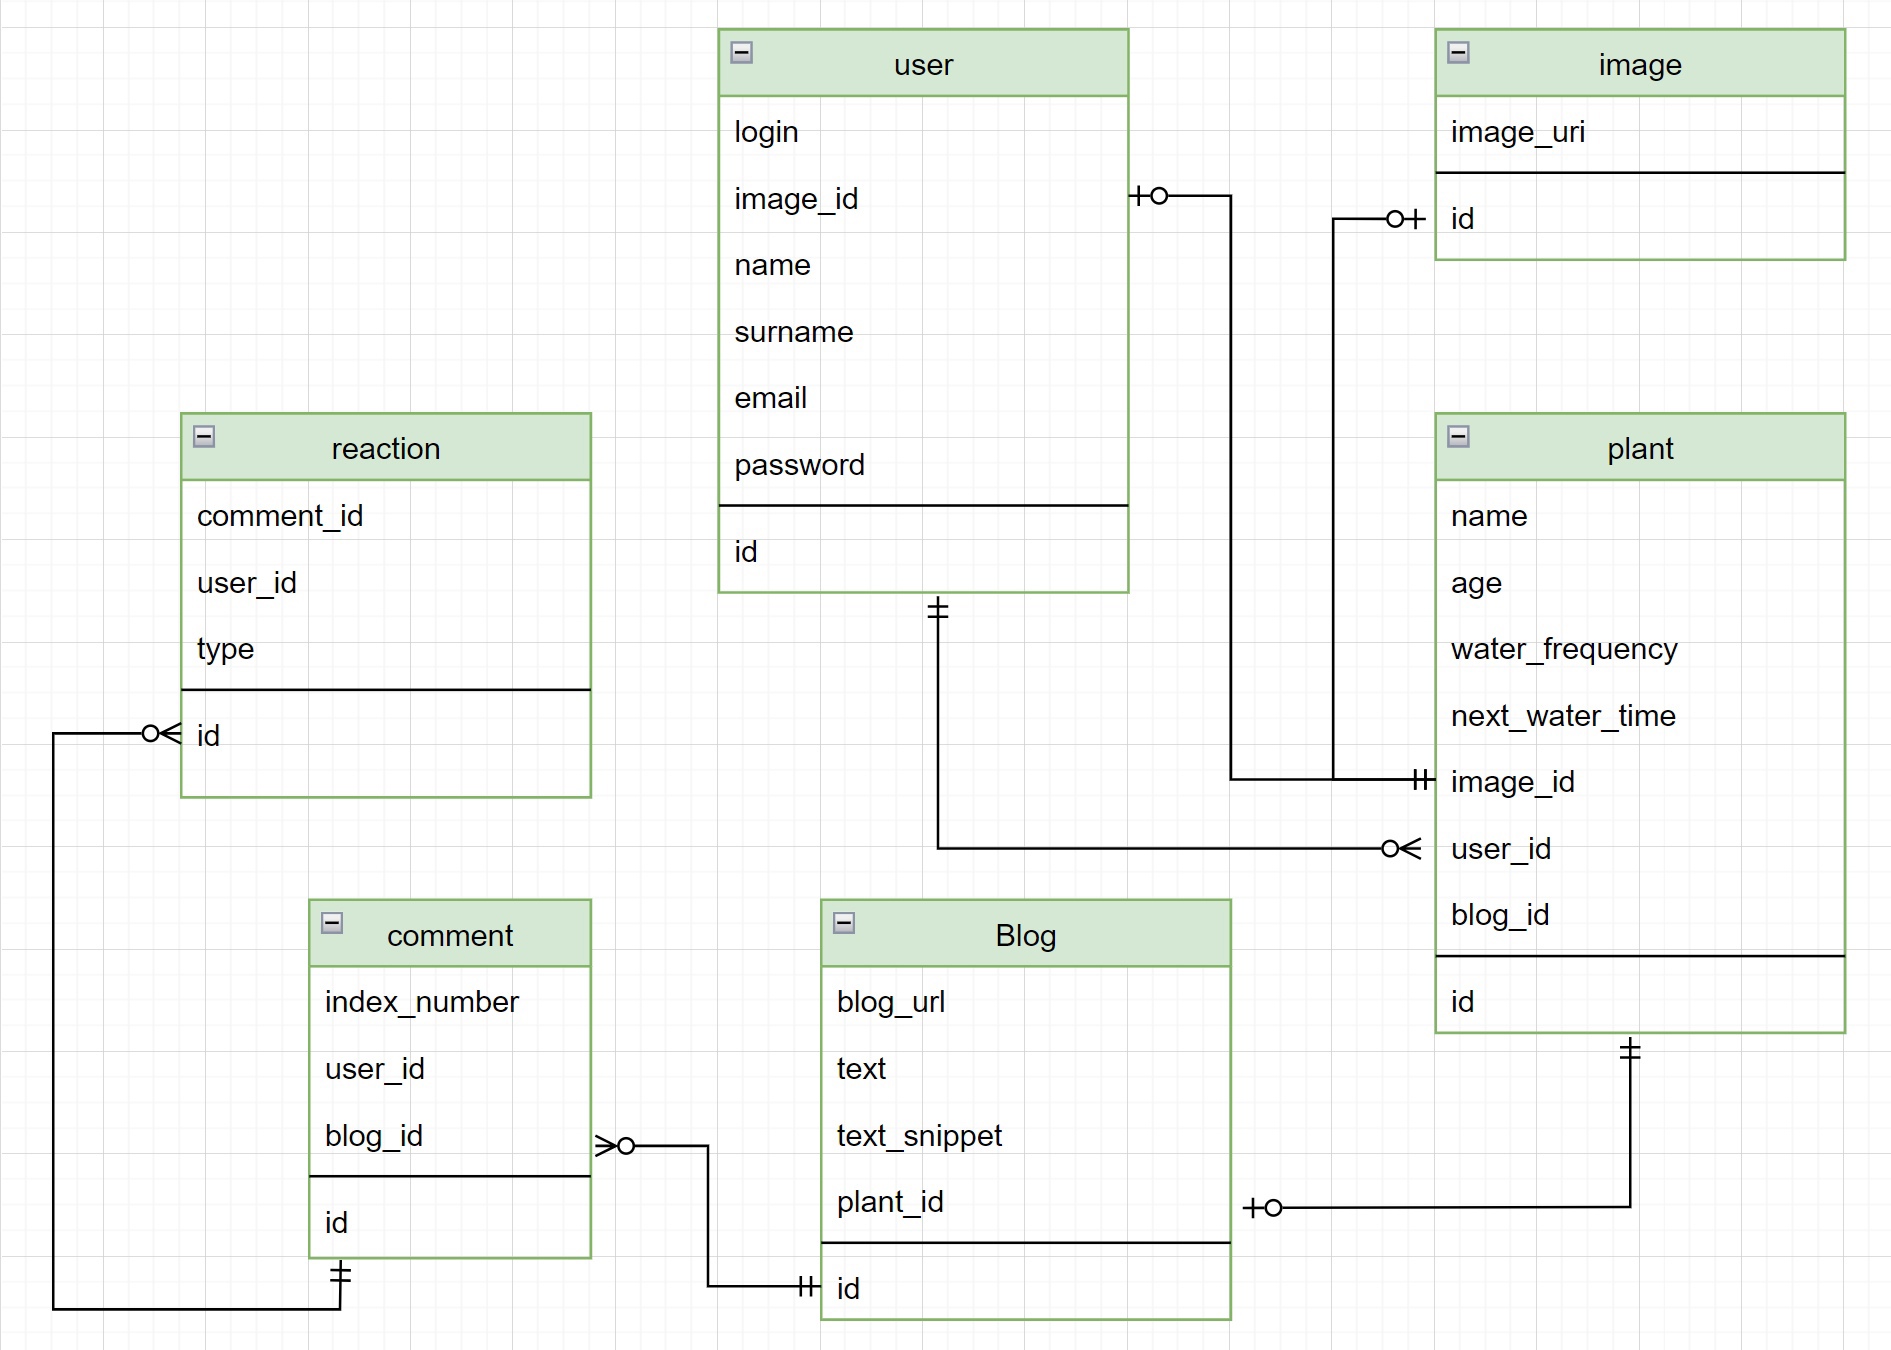 user
login
image_id
name
surname
email
password
id
image
image_uri
id
reaction
comment_id
user_id
type
id
plant
name
age
water_frequency
next_water_time
image_id
user_id
blog_id
id
comment
index_number
user_id
blog_id
id
Blog
blog_url
text
text_snippet
plant_id
id